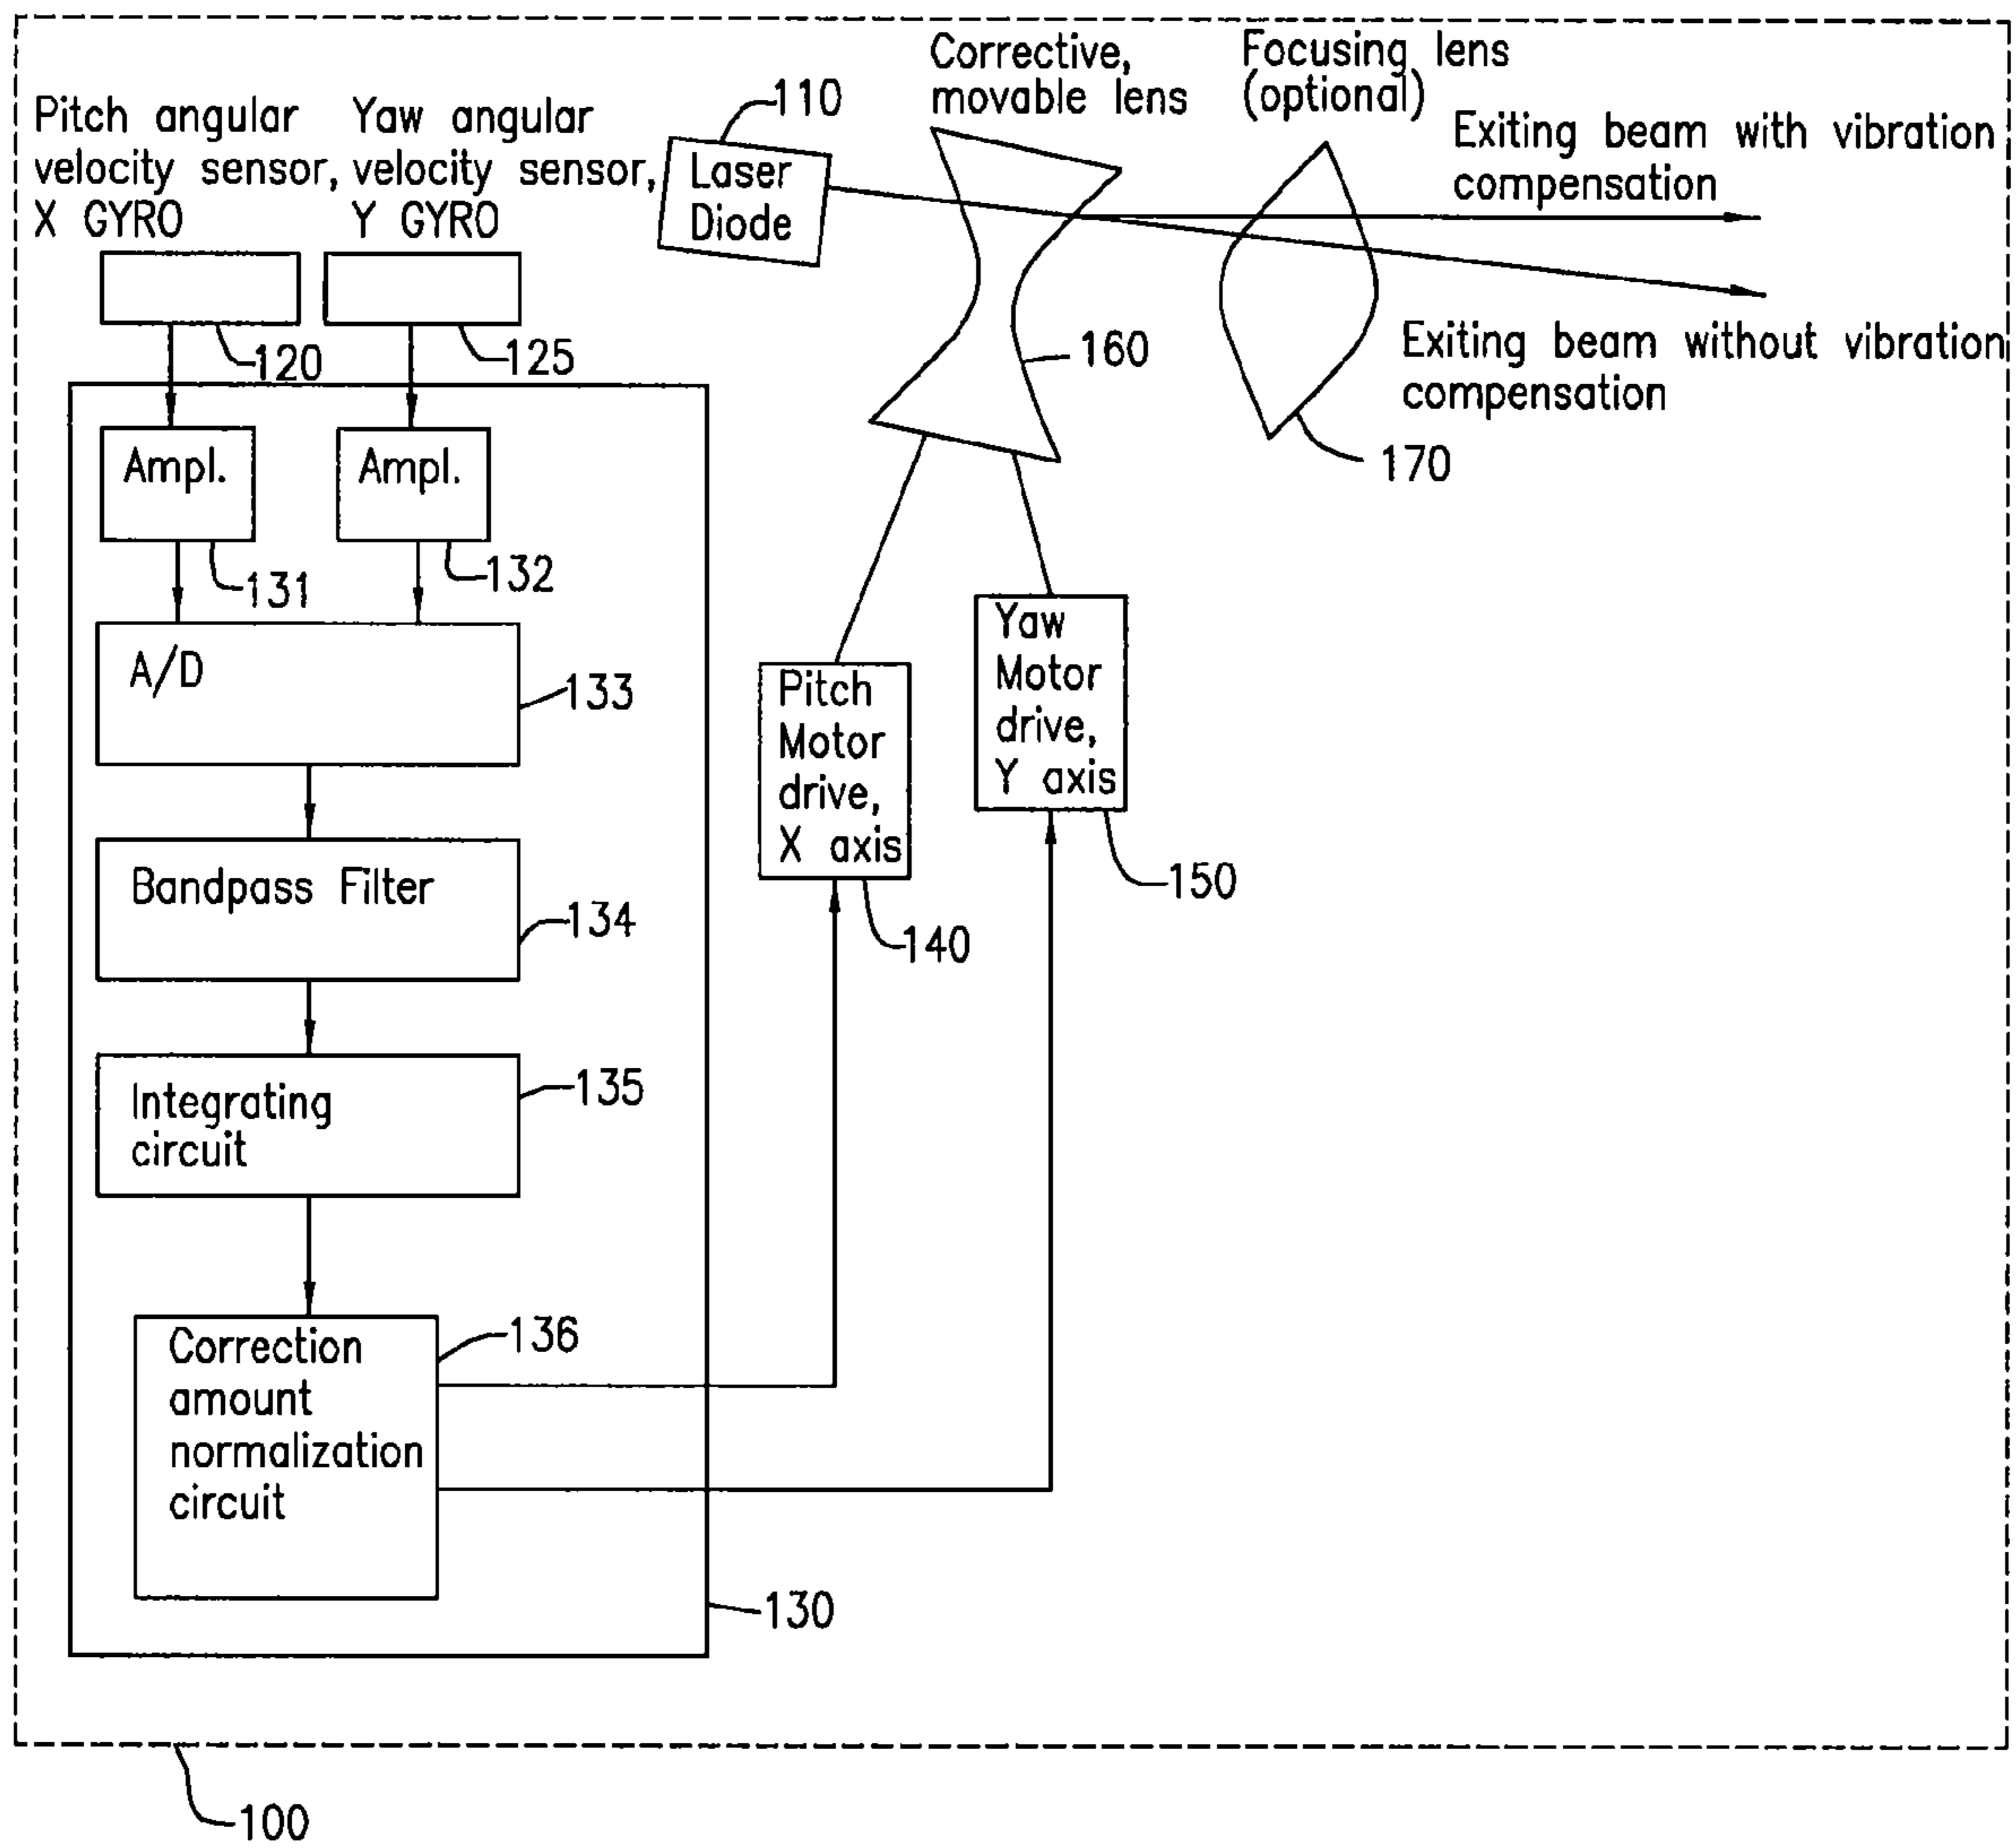 Pitch angular
velocity sensor,
X GYRO
Yaw angular
velocity sensor,
Y GYRO
110
Laser
Diode
Corrective,
movable lens
Focusing lens
(optional)
Exiting beam with vibration
compensation
Exiting beam without vibration
compensation
120
125
160
170
Ampl.
Ampl.
131
132
A/D
133
Yaw
Motor
drive,
Y axis
Pitch
Motor
drive,
X axis
150
140
Bandpass Filter
134
Integrating
circuit
135
Correction
amount
normalization
circuit
136
130
100